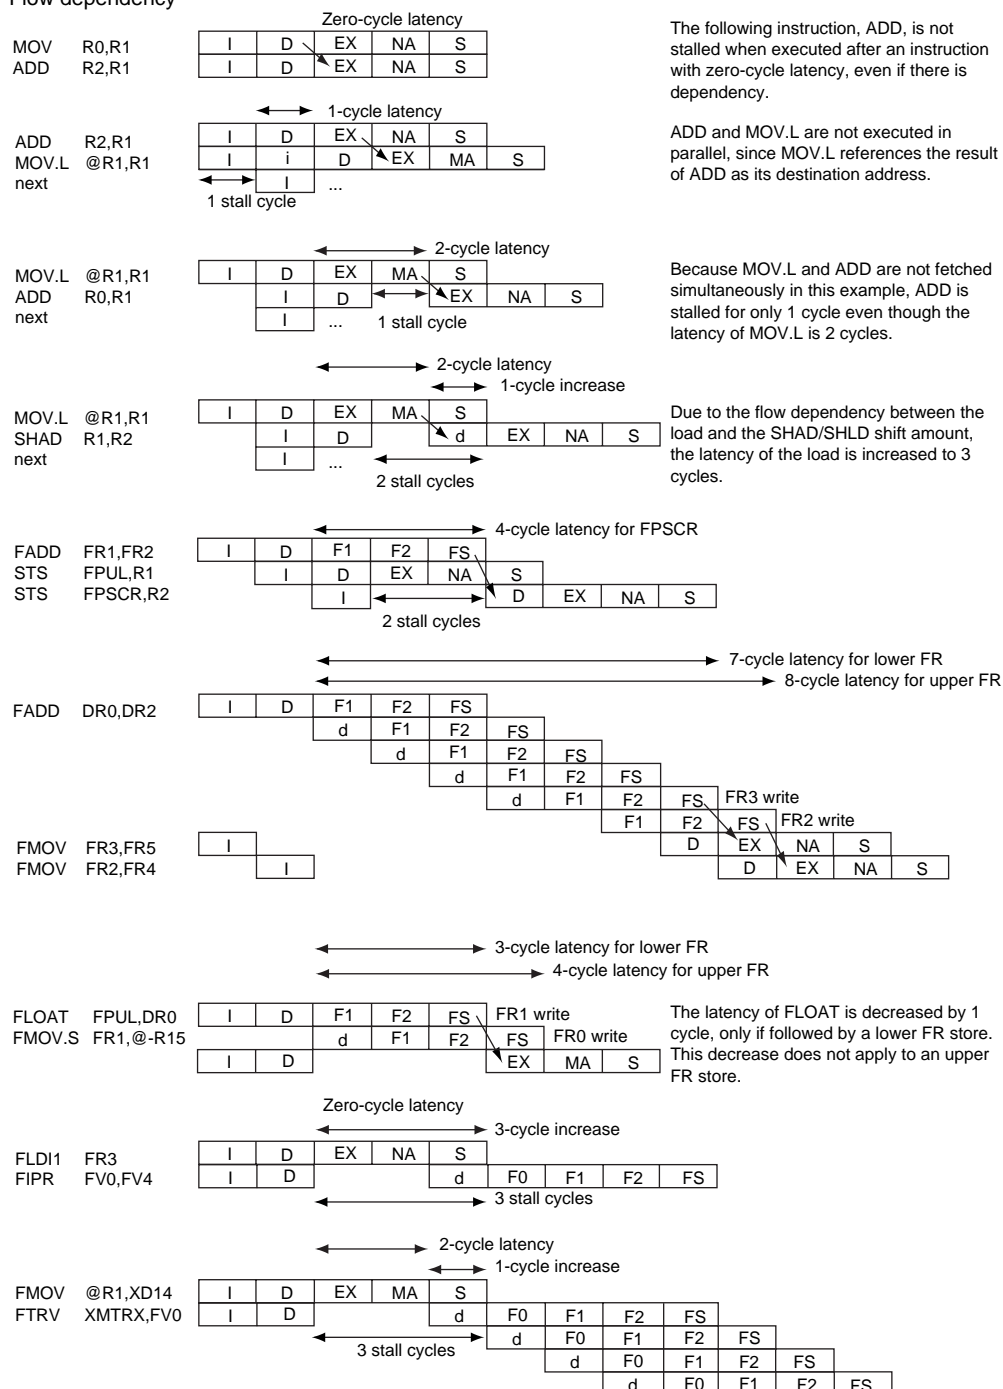 Flow dependency
Zero-cycle latency
MOV R0,R1 I D EX NA S
ADD R2,R1 I D EX NA S
The following instruction, ADD, is not
stalled when executed after an instruction
with zero-cycle latency, even if there is
dependency.
1-cycle latency
ADD R2,R1 I D EX NA S
MOV.L @R1,R1 I i D EX MA S
next I ...
1 stall cycle
ADD and MOV.L are not executed in
parallel, since MOV.L references the result
of ADD as its destination address.
2-cycle latency
MOV.L @R1,R1 I D EX MA S
ADD R0,R1 I D EX NA S
next I ... 1 stall cycle
Because MOV.L and ADD are not fetched
simultaneously in this example, ADD is
stalled for only 1 cycle even though the
latency of MOV.L is 2 cycles.
2-cycle latency
1-cycle increase
MOV.L @R1,R1 I D EX MA S
SHAD R1,R2 I D d EX NA S
next I ...
2 stall cycles
Due to the flow dependency between the
load and the SHAD/SHLD shift amount,
the latency of the load is increased to 3
cycles.
4-cycle latency for FPSCR
FADD FR1,FR2 I D F1 F2 FS
STS FPUL,R1 I D EX NA S
STS FPSCR,R2 I D EX NA S
2 stall cycles
7-cycle latency for lower FR
8-cycle latency for upper FR
FADD DR0,DR2 I D F1 F2 FS
d F1 F2 FS
d F1 F2 FS
d F1 F2 FS
d F1 F2 FS FR3 write
F1 F2 FS FR2 write
FMOV FR3,FR5 I D EX NA S
FMOV FR2,FR4 I D EX NA S
3-cycle latency for lower FR
4-cycle latency for upper FR
FLOAT FPUL,DR0 I D F1 F2 FS FR1 write
FMOV.S FR1,@-R15 d F1 F2 FS FR0 write
I D EX MA S
The latency of FLOAT is decreased by 1
cycle, only if followed by a lower FR store.
This decrease does not apply to an upper
FR store.
Zero-cycle latency
3-cycle increase
FLDI1 FR3 I D EX NA S
FIPR FV0,FV4 I D d F0 F1 F2 FS
3 stall cycles
2-cycle latency
1-cycle increase
FMOV @R1,XD14 I D EX MA S
FTRV XMTRX,FV0 I D d F0 F1 F2 FS
3 stall cycles d F0 F1 F2 FS
d F0 F1 F2 FS
d F0 F1 F2 FS